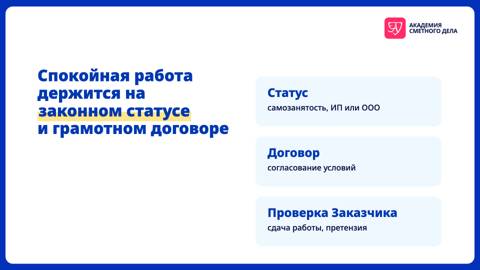 АКАДЕМИЯ
СМЕТНОГО ДЕЛА
Спокойная работа
держится на
законном статусе
и грамотном договоре
Статус
самозанятость, ИП или ООО
Договор
согласование условий
Проверка Заказчика
сдача работы, претензия